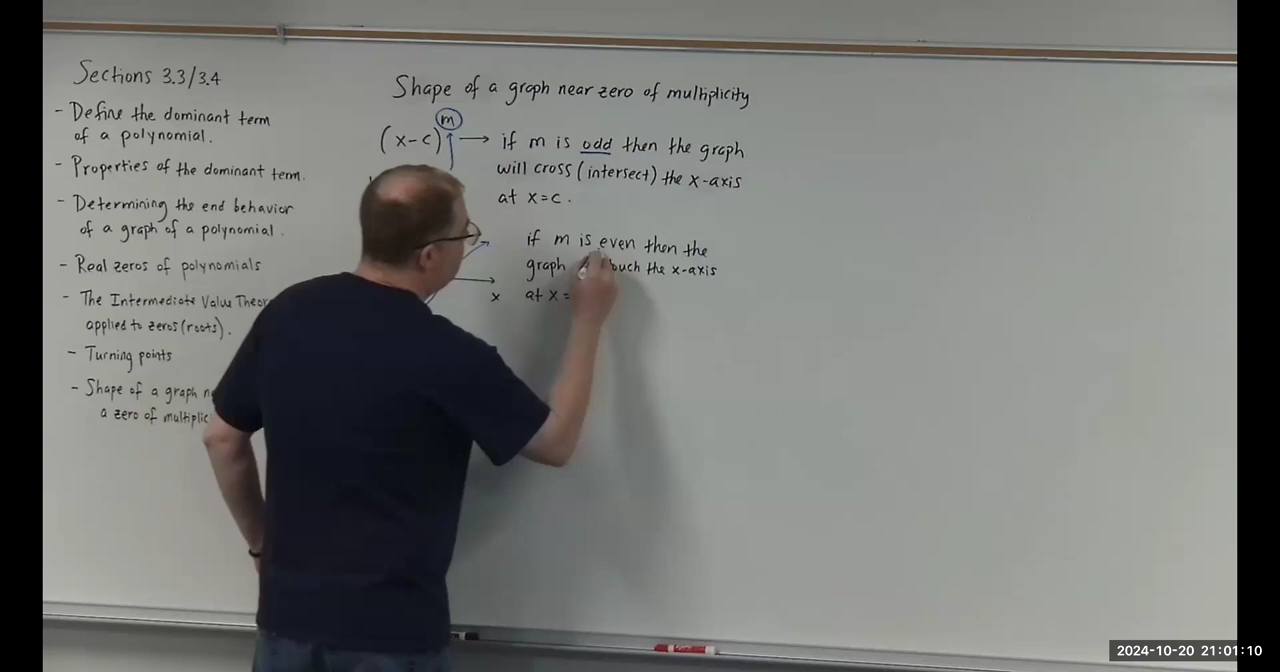 Sections 3.3/3.4
- Define the dominant term
of a polynomial.
- Properties of the dominant term.
- Determining the end behavior
of a graph of a polynomial.
- Real zeros of polynomials
- The Intermediate Value
applied to zeros (roots).
- Turning points
- Shape of a graph
a zero of
Shape of a graph near zero of multiplicity
(x-c)
m
→ if m is odd then the graph
will cross (intersect) the x-axis
at x=c.
if m is even then the
graph touch the x-axis
x at x=
2024-10-20 21:01:10